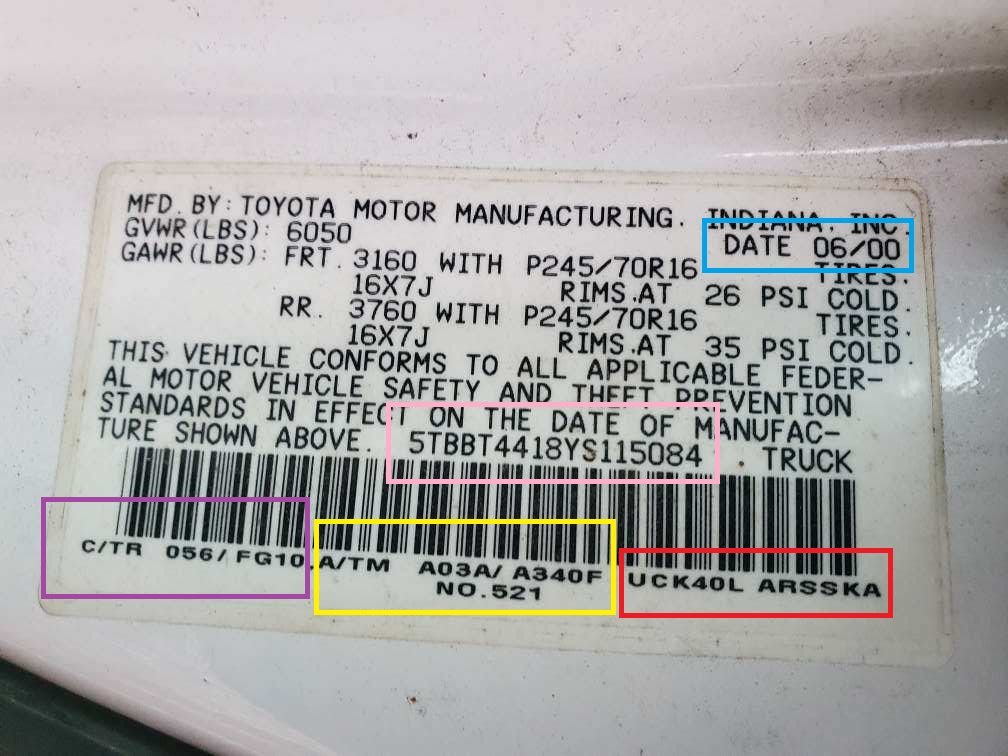 MFD. BY: TOYOTA MOTOR MANUFACTURING. INDIANA. INC.
GVWR(LBS): 6050 DATE 06/00
GAWR(LBS): FRT. 3160 WITH P245/70R16 TIRES.
16X7J RIMS.AT 26 PSI COLD.
RR. 3760 WITH P245/70R16 TIRES.
16X7J RIMS.AT 35 PSI COLD.
THIS VEHICLE CONFORMS TO ALL APPLICABLE FEDER-
AL MOTOR VEHICLE SAFETY AND THEFT PREVENTION
STANDARDS IN EFFECT ON THE DATE OF MANUFAC-
TURE SHOWN ABOVE. 5TBBT4418YS115084 TRUCK
C/TR 056/FG10.A/TM A03A/A340F UCK40L ARSSKA
NO.521